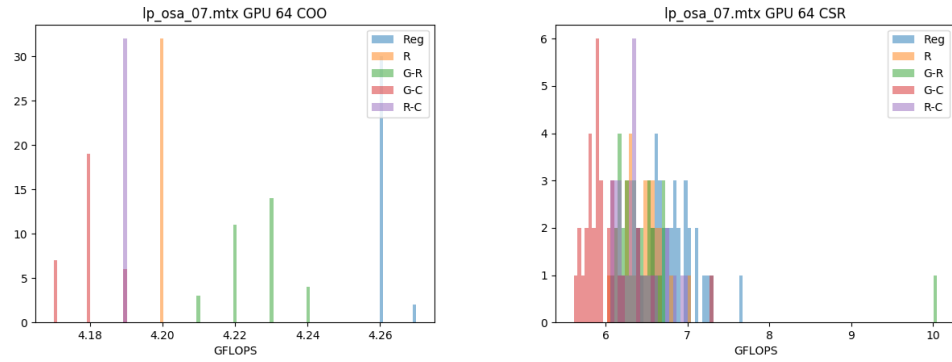 lp_osa_07.mtx GPU 64 COO
30
25
20
15
10
5
0
4.18
4.20
4.22
4.24
4.26
GFLOPS
Reg
R
G-R
G-C
R-C
lp_osa_07.mtx GPU 64 CSR
6
5
4
3
2
1
0
6
7
8
9
10
GFLOPS
Reg
R
G-R
G-C
R-C